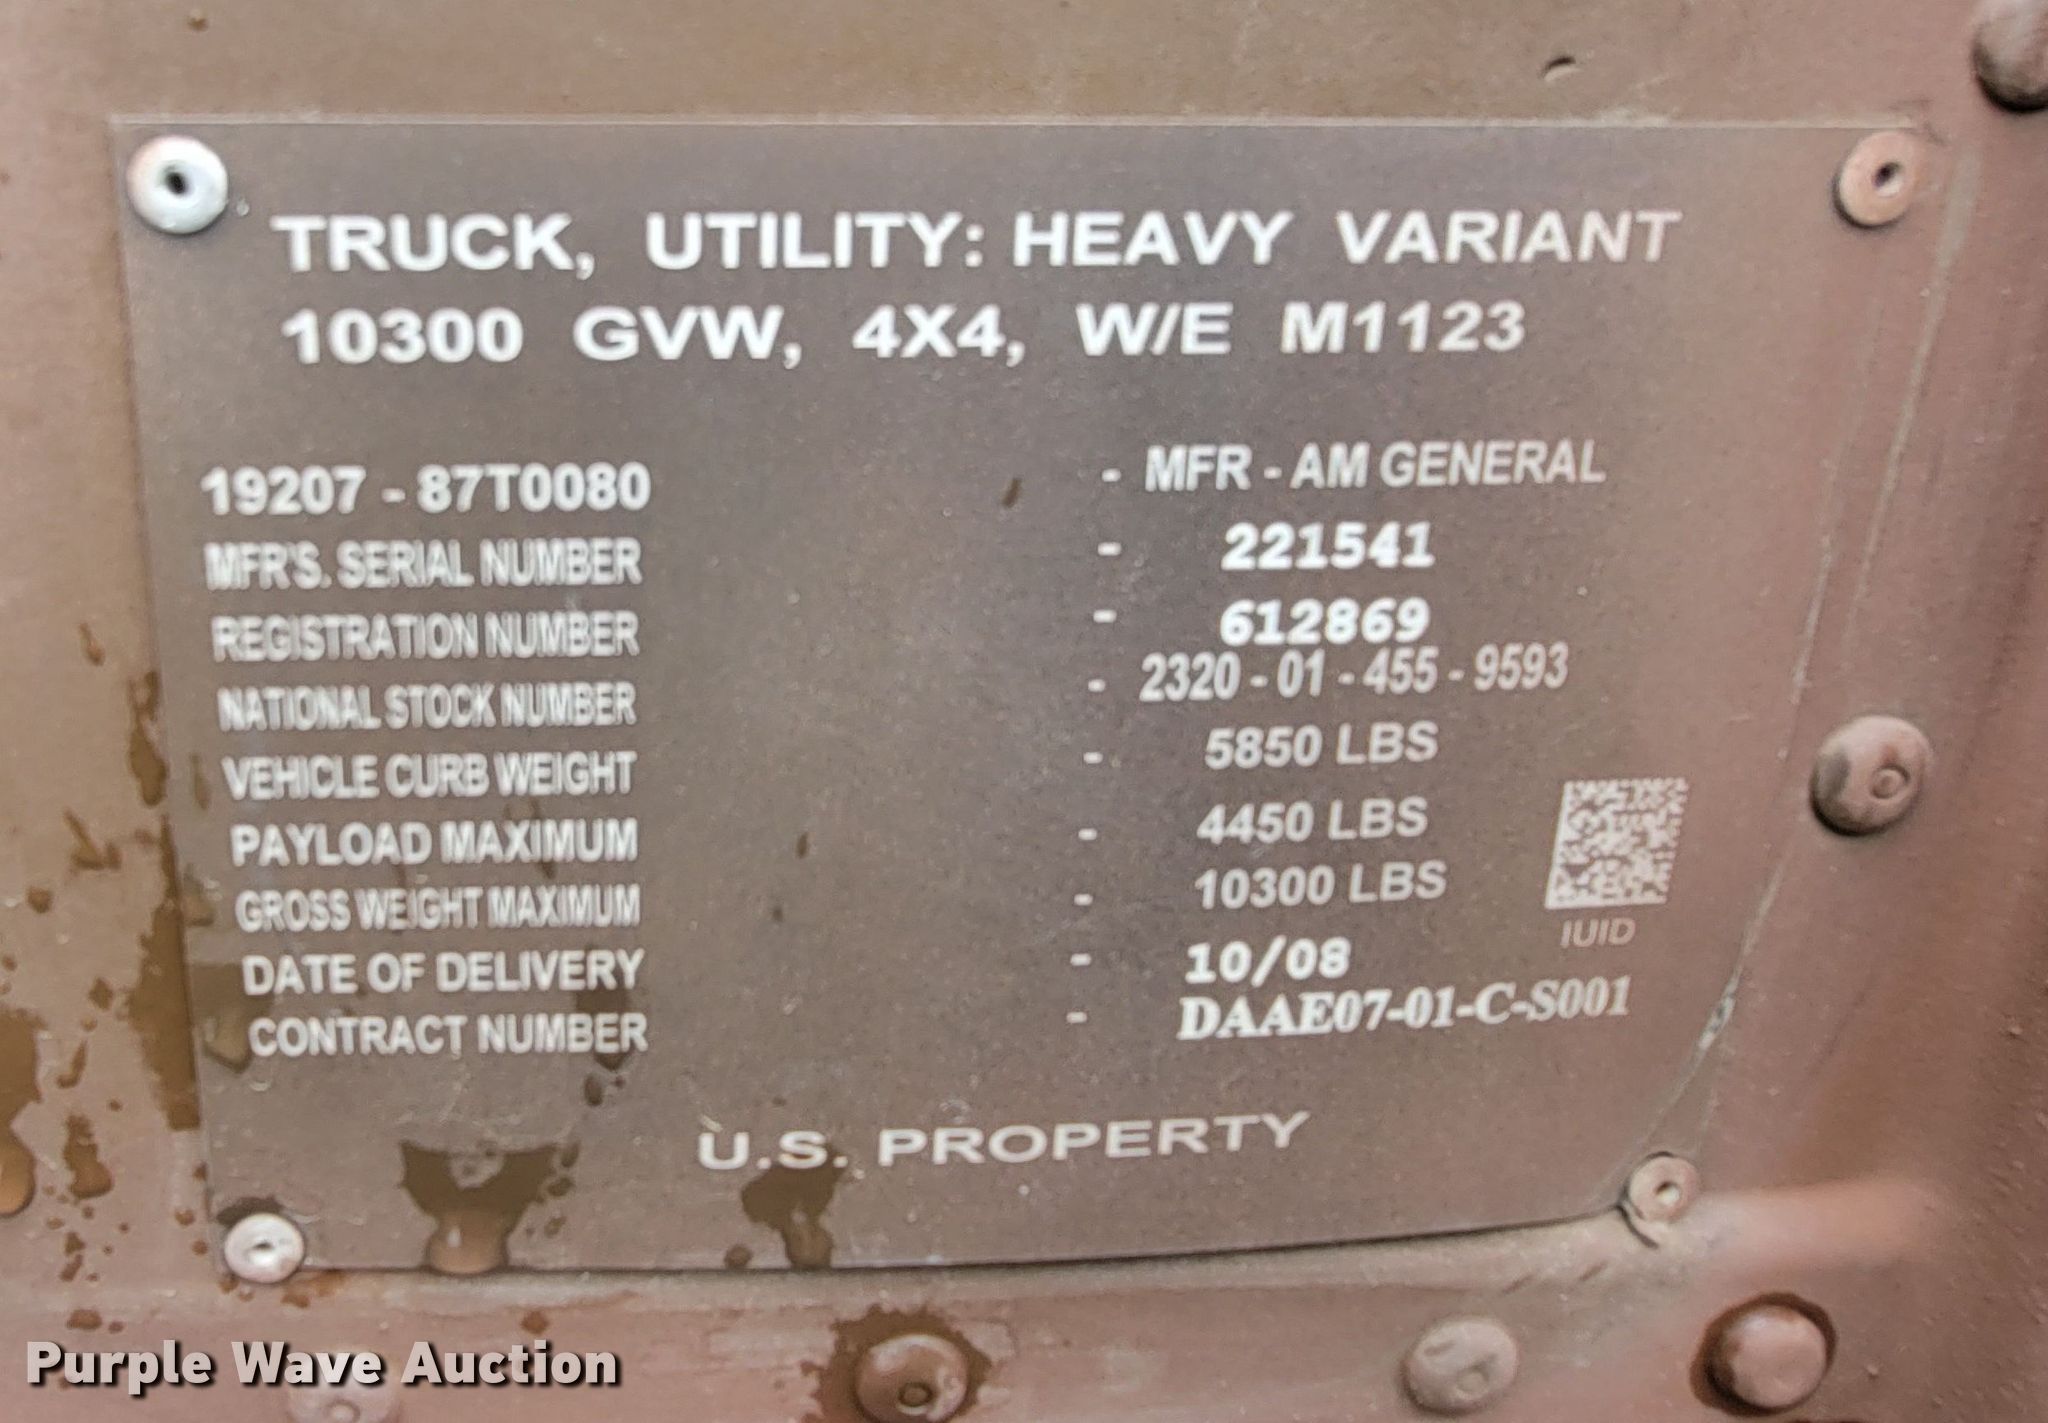 TRUCK, UTILITY: HEAVY VARIANT
10300 GVW, 4X4, W/E M1123
19207 - 87T0080 - MFR - AM GENERAL
MFR'S. SERIAL NUMBER - 221541
REGISTRATION NUMBER - 612869
NATIONAL STOCK NUMBER - 2320 - 01 - 455 - 9593
VEHICLE CURB WEIGHT - 5850 LBS
PAYLOAD MAXIMUM - 4450 LBS
GROSS WEIGHT MAXIMUM - 10300 LBS
IUID
DATE OF DELIVERY - 10/08
CONTRACT NUMBER - DAAE07-01-C-S001
U.S. PROPERTY
Purple Wave Auction